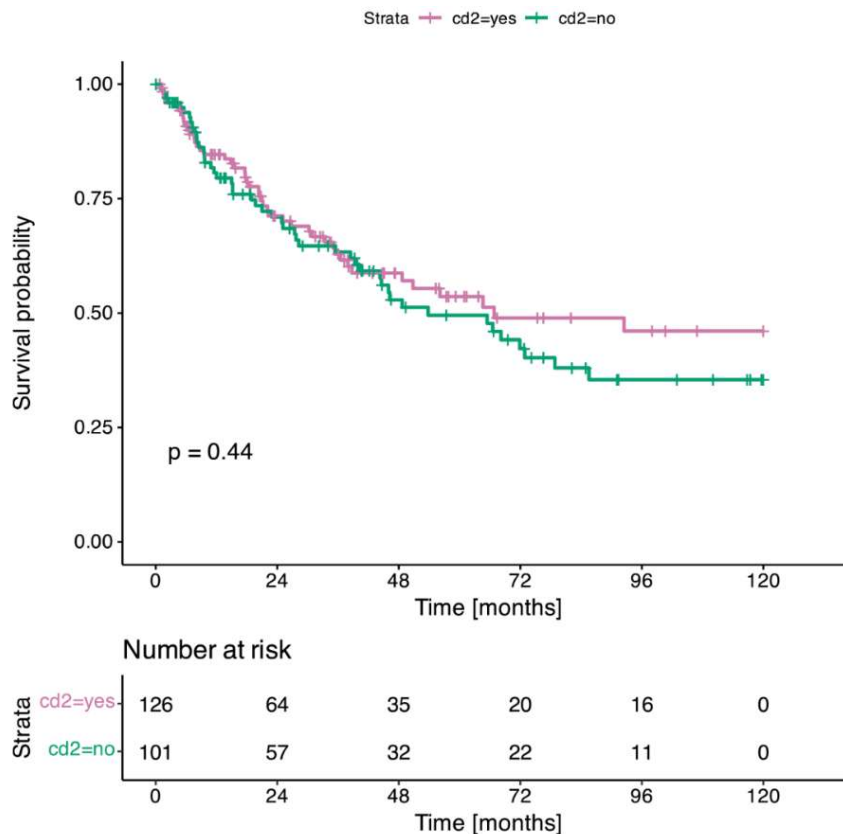 Strata cd2=yes cd2=no
Survival probability
1.00
0.75
0.50
0.25
0.00
p = 0.44
0 24 48 72 96 120
Time [months]
Number at risk
Strata
cd2=yes 126 64 35 20 16 0
cd2=no 101 57 32 22 11 0
0 24 48 72 96 120
Time [months]